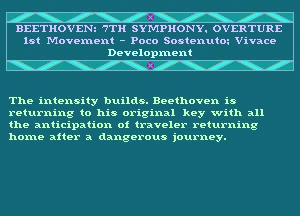 BEETHOVEN: 7TH SYMPHONY, OVERTURE
1st Movement - Poco Sostenuto; Vivace
Development
The intensity builds. Beethoven is
returning to his original key with all
the anticipation of traveler returning
home after a dangerous journey.